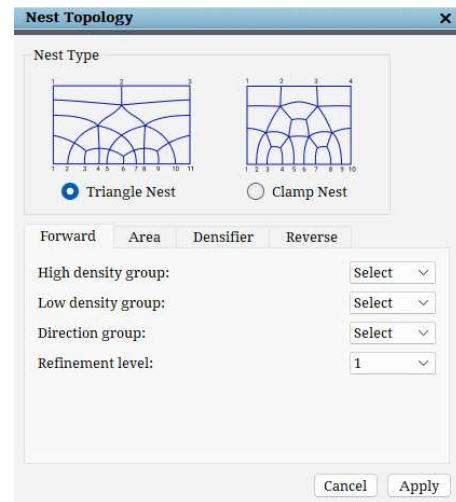 Nest Topology ×
Nest Type
1 2 3 1 2 3 4
1 2 3 4 5 6 7 8 9 10 11 1 2 3 4 5 6 7 8 9 10
Triangle Nest Clamp Nest
Forward Area Densifier Reverse
High density group: Select
Low density group: Select
Direction group: Select
Refinement level: 1
Cancel Apply